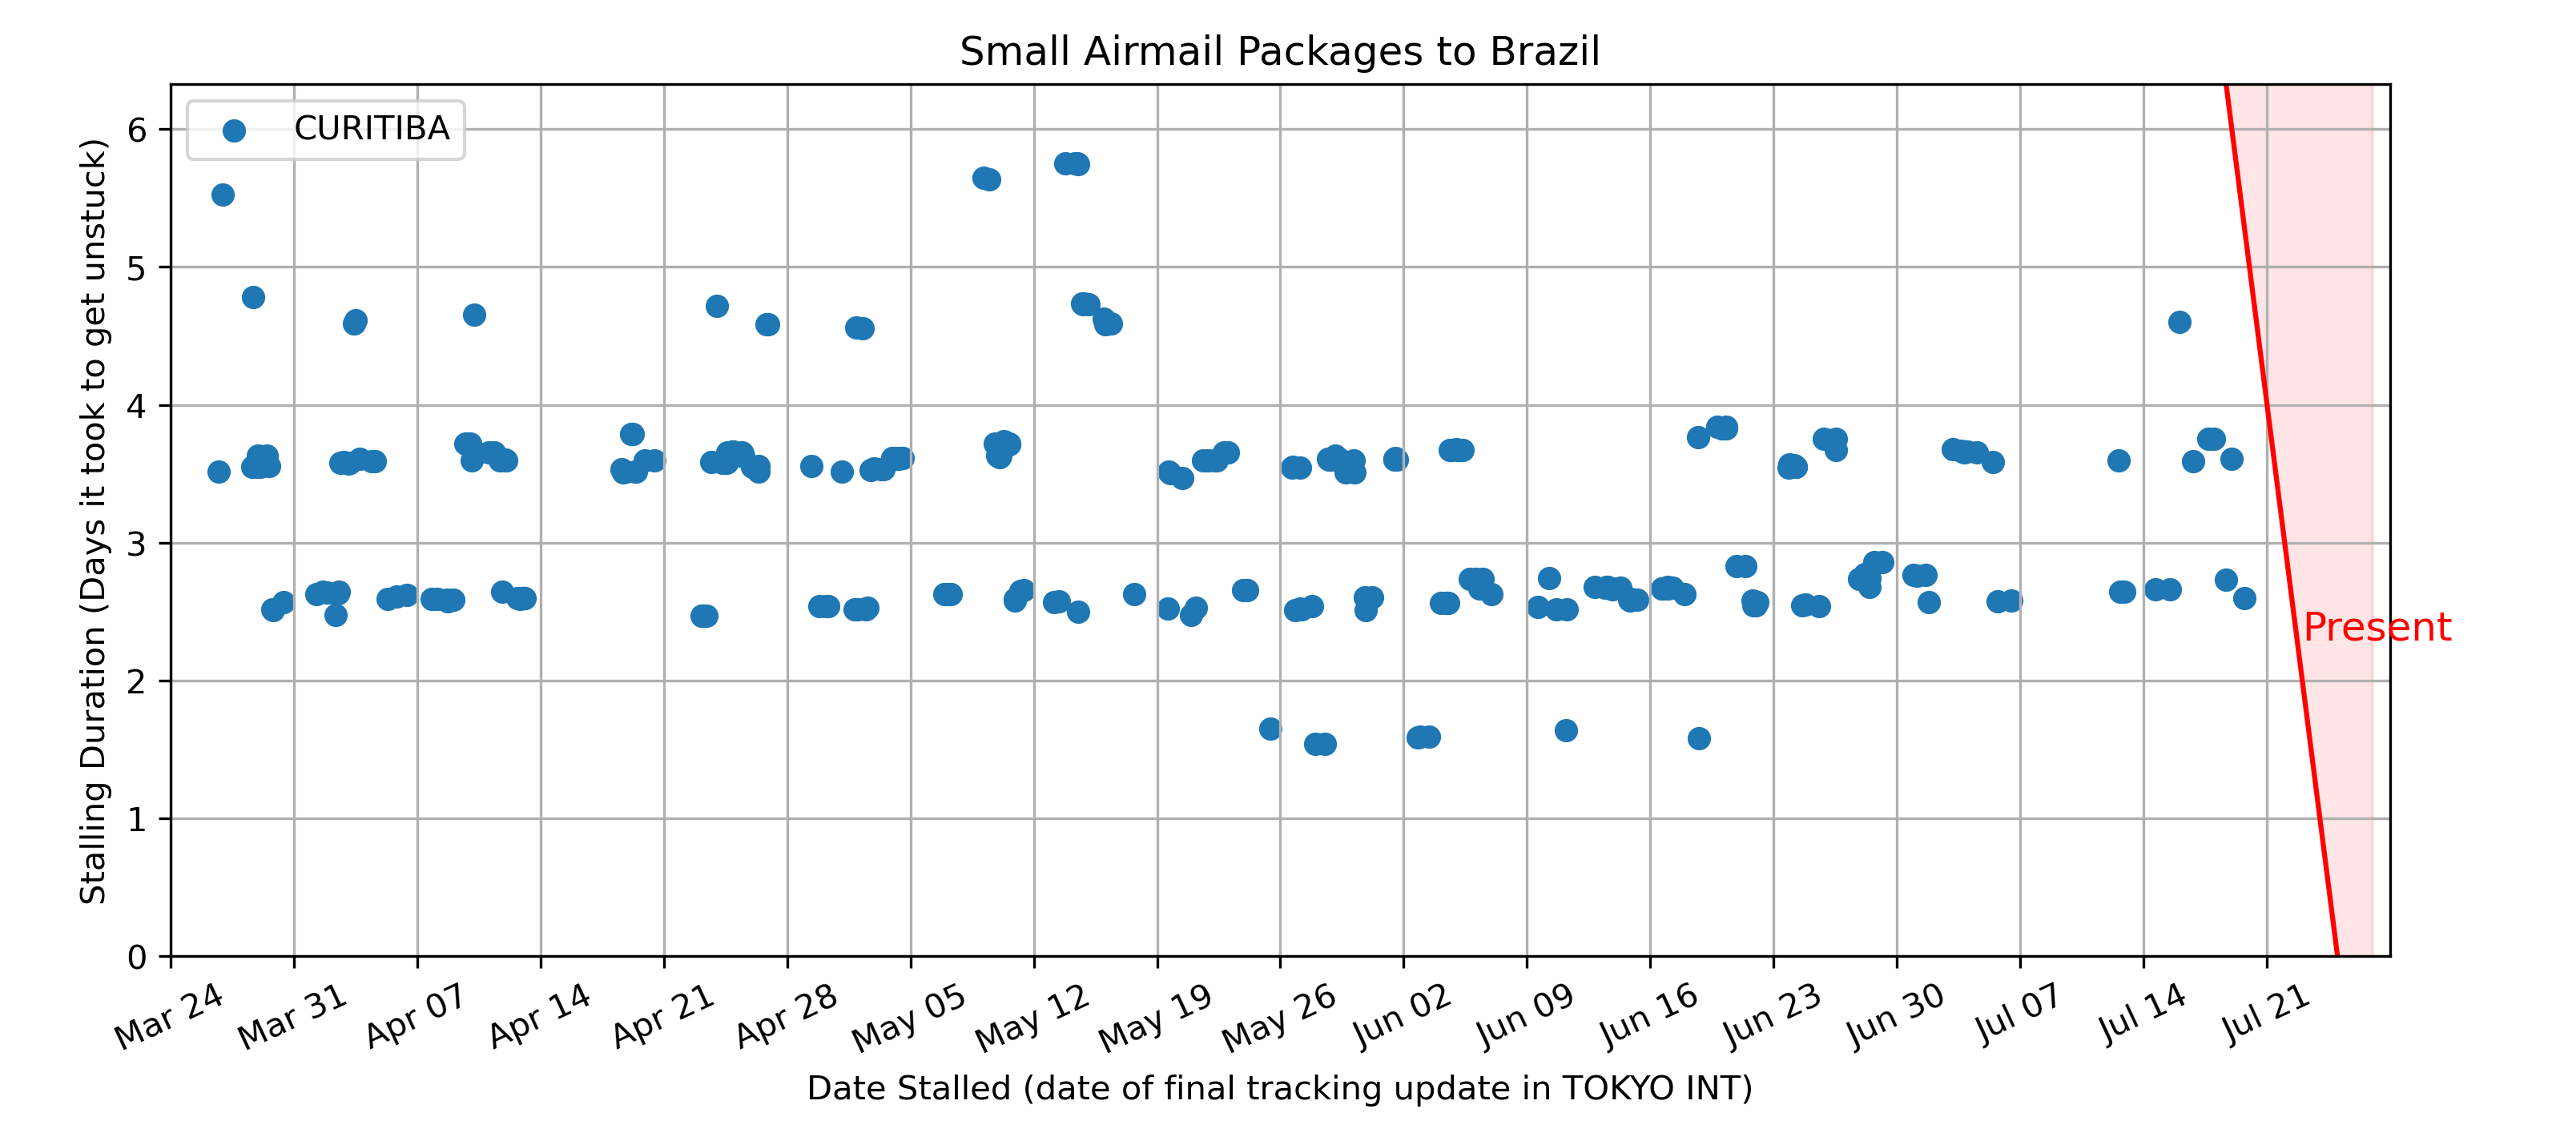 Small Airmail Packages to Brazil
CURITIBA
Stalling Duration (Days it took to get unstuck)
6
5
4
3
2
1
0
Present
Mar 24
Mar 31
Apr 07
Apr 14
Apr 21
Apr 28
May 05
May 12
May 19
May 26
Jun 02
Jun 09
Jun 16
Jun 23
Jun 30
Jul 07
Jul 14
Jul 21
Date Stalled (date of final tracking update in TOKYO INT)